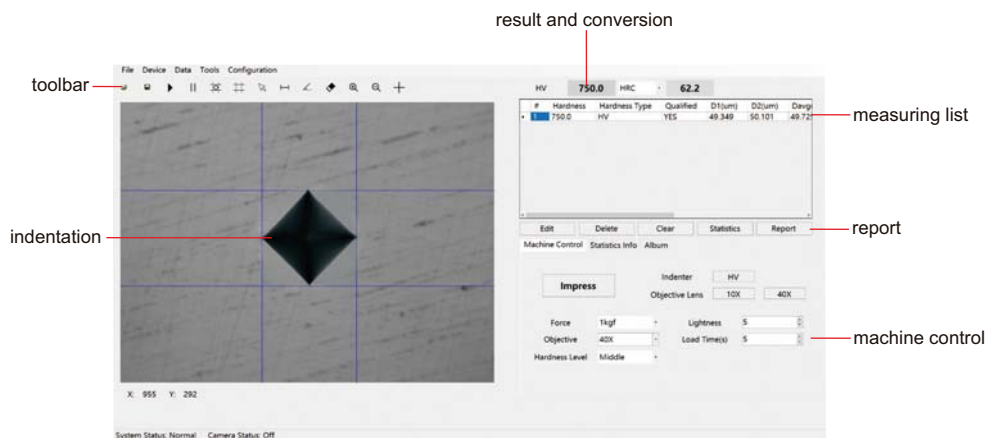 result and conversion
File Device Data Tools Configuration
toolbar
HV 750.0 HRC 62.2
# Hardness Hardness Type Qualified D1(um) D2(um) Davg
1 750.0 HV YES 49.349 50.101 49.725
measuring list
indentation
Edit Delete Clear Statistics Report
report
Machine Control Statistics Info Album
Impress
Indenter HV
Objective Lens 10X 40X
Force 1kgf Lightness 5
Objective 40X Load Time(s) 5
machine control
Hardness Level Middle
X: 955 Y: 292
System Status: Normal Camera Status: Off